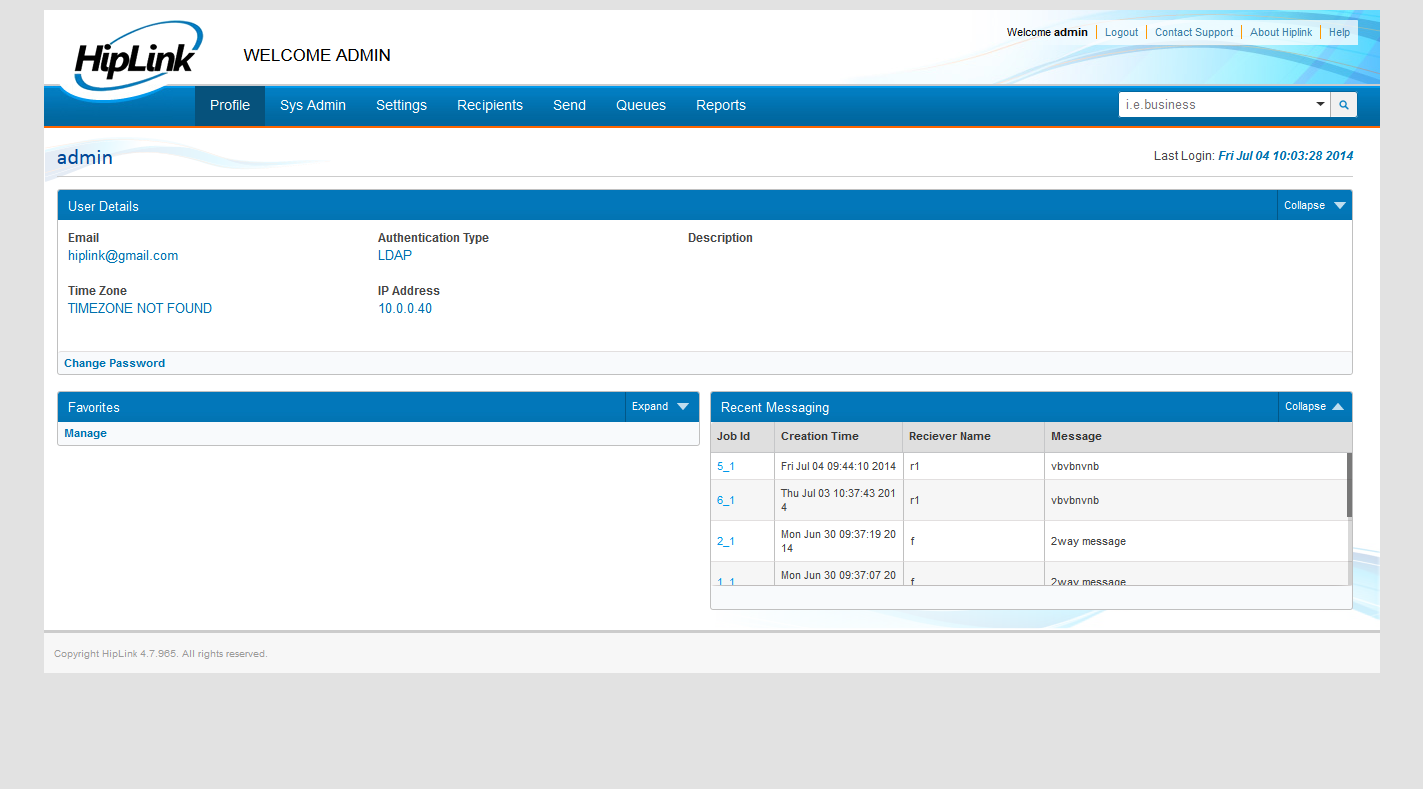 HipLink
WELCOME ADMIN
Welcome admin Logout Contact Support About Hiplink Help
Profile Sys Admin Settings Recipients Send Queues Reports
i.e.business
admin
Last Login: Fri Jul 04 10:03:28 2014
User Details Collapse
Email Authentication Type Description
hiplink@gmail.com LDAP
Time Zone IP Address
TIMEZONE NOT FOUND 10.0.0.40
Change Password
Favorites Expand
Manage
Recent Messaging Collapse
Job Id Creation Time Reciever Name Message
5_1 Fri Jul 04 09:44:10 2014 r1 vbvbnvnb
6_1 Thu Jul 03 10:37:43 201
4 r1 vbvbnvnb
2_1 Mon Jun 30 09:37:19 20
14 f 2way message
1_1 Mon Jun 30 09:37:07 20 f 2way message
Copyright HipLink 4.7.965. All rights reserved.